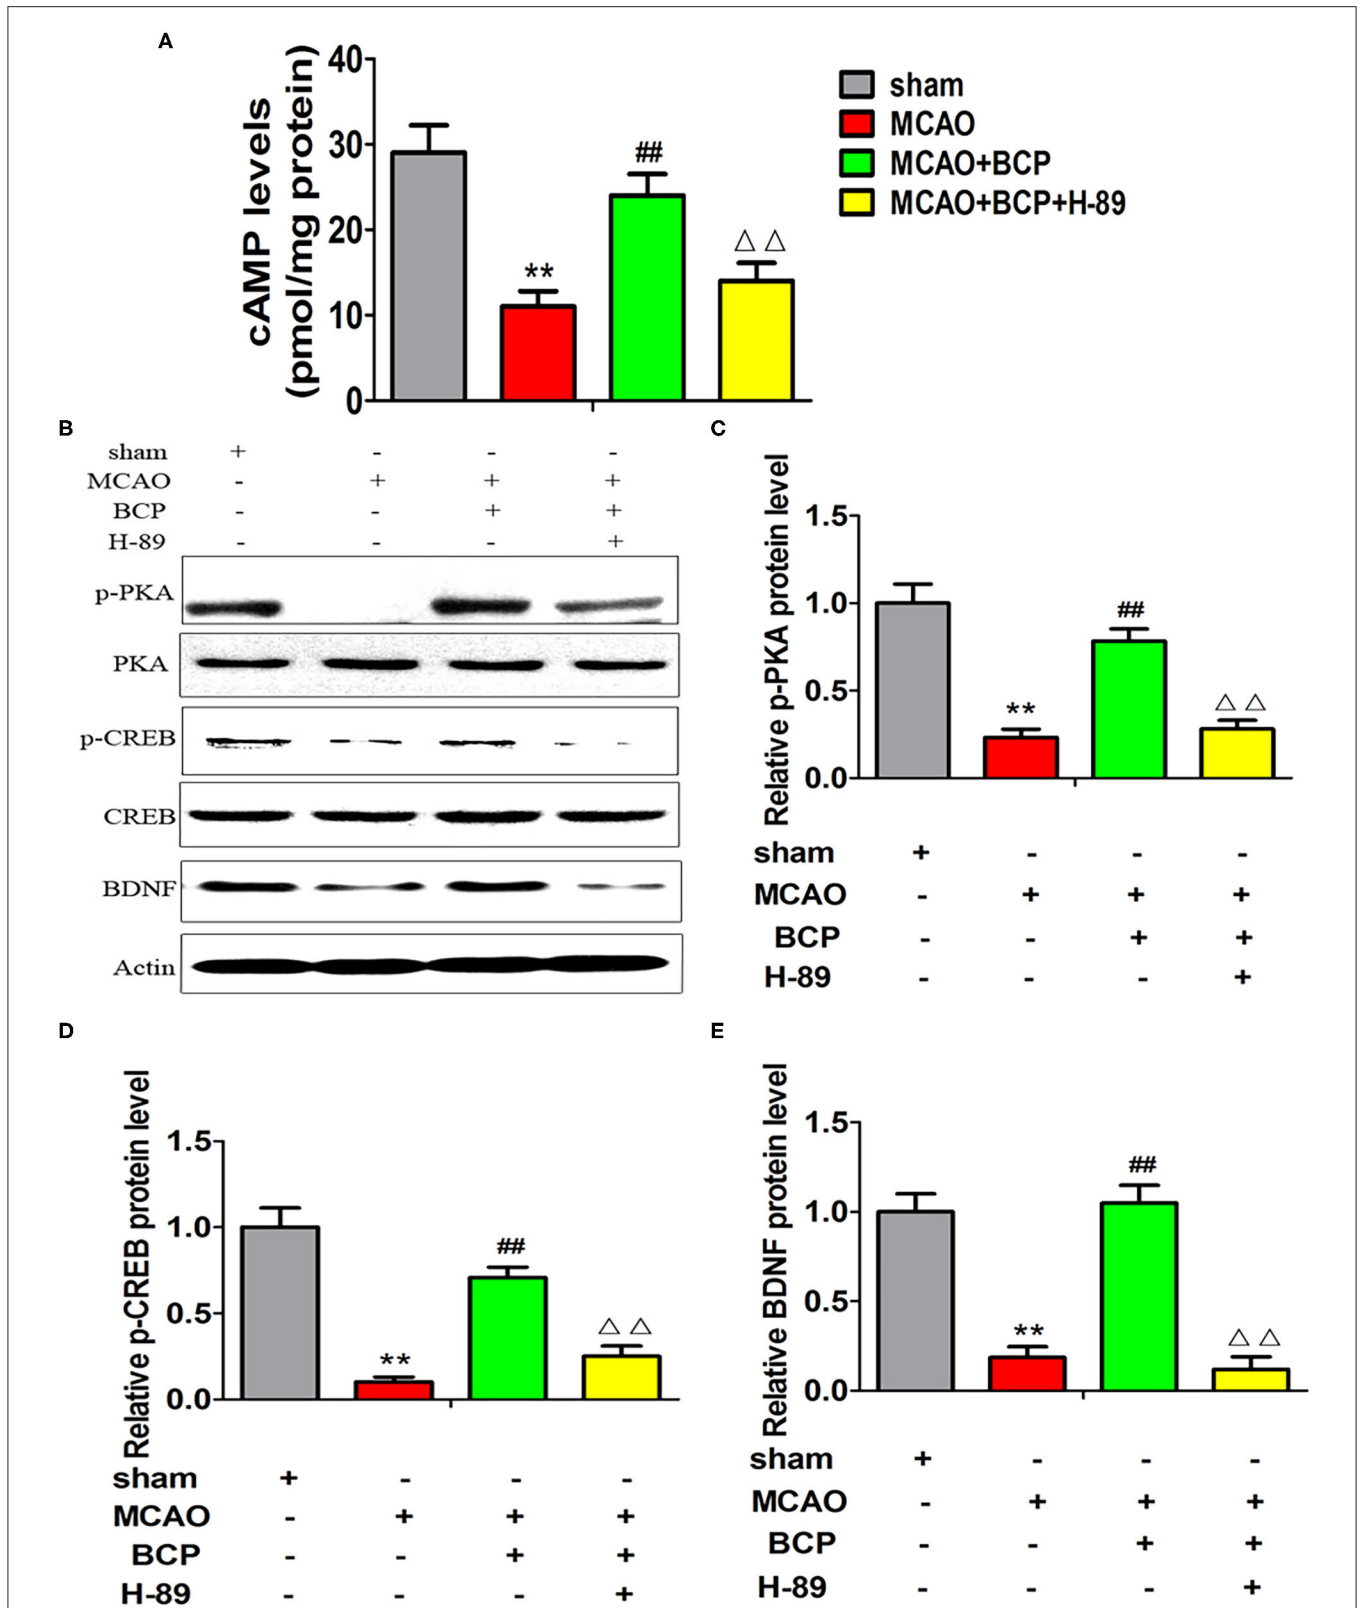 A
cAMP levels
(pmol/mg protein)
40
30
20
10
0
**
##
△ △
sham
MCAO
MCAO+BCP
MCAO+BCP+H-89
B
sham + - - -
MCAO - + + +
BCP - - + +
H-89 - - - +
p-PKA
PKA
p-CREB
CREB
BDNF
Actin
C
Relative p-PKA protein level
1.5
1.0
0.5
0.0
**
##
△ △
sham + - - -
MCAO - + + +
BCP - - + +
H-89 - - - +
D
Relative p-CREB protein level
1.5
1.0
0.5
0.0
**
##
△ △
sham + - - -
MCAO - + + +
BCP - - + +
H-89 - - - +
E
Relative BDNF protein level
1.5
1.0
0.5
0.0
**
##
△ △
sham + - - -
MCAO - + + +
BCP - - + +
H-89 - - - +